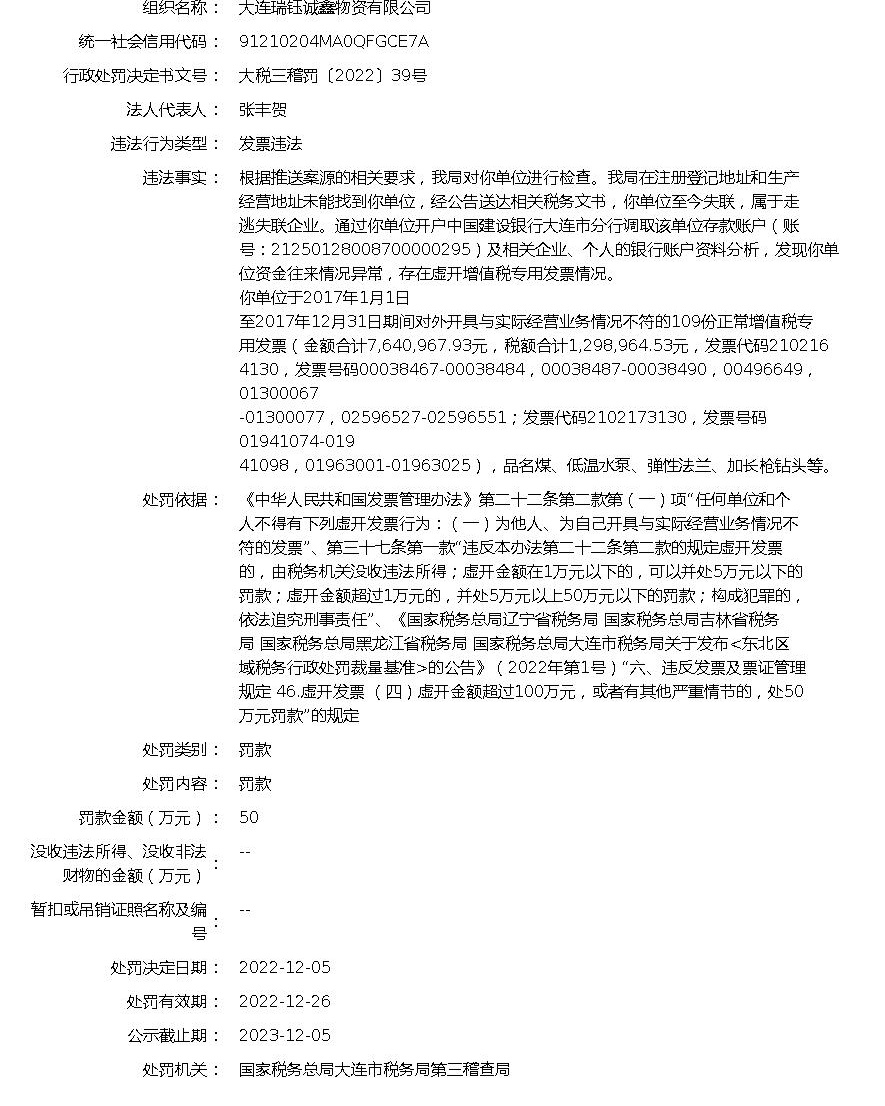 组织名称： 大连瑞钰诚鑫物资有限公司
统一社会信用代码： 91210204MA0QFGCE7A
行政处罚决定书文号： 大税三稽罚〔2022〕39号
法人代表人： 张丰贺
违法行为类型： 发票违法
违法事实： 根据推送案源的相关要求，我局对你单位进行检查。我局在注册登记地址和生产
经营地址未能找到你单位，经公告送达相关税务文书，你单位至今失联，属于走
逃失联企业。通过你单位开户中国建设银行大连市分行调取该单位存款账户（账
号：21250128008700000295）及相关企业、个人的银行账户资料分析，发现你单
位资金往来情况异常，存在虚开增值税专用发票情况。
你单位于2017年1月1日
至2017年12月31日期间对外开具与实际经营业务情况不符的109份正常增值税专
用发票（金额合计7,640,967.93元，税额合计1,298,964.53元，发票代码210216
4130，发票号码00038467-00038484，00038487-00038490，00496649，
01300067
-01300077，02596527-02596551；发票代码2102173130，发票号码
01941074-019
41098，01963001-01963025），品名煤、低温水泵、弹性法兰、加长枪钻头等。
处罚依据： 《中华人民共和国发票管理办法》第二十二条第二款第（一）项“任何单位和个
人不得有下列虚开发票行为：（一）为他人、为自己开具与实际经营业务情况不
符的发票”、第三十七条第一款“违反本办法第二十二条第二款的规定虚开发票
的，由税务机关没收违法所得；虚开金额在1万元以下的，可以并处5万元以下的
罚款；虚开金额超过1万元的，并处5万元以上50万元以下的罚款；构成犯罪的，
依法追究刑事责任”、《国家税务总局辽宁省税务局 国家税务总局吉林省税务
局 国家税务总局黑龙江省税务局 国家税务总局大连市税务局关于发布<东北区
域税务行政处罚裁量基准>的公告》（2022年第1号）“六、违反发票及票证管理
规定 46.虚开发票 （四）虚开金额超过100万元，或者有其他严重情节的，处50
万元罚款”的规定
处罚类别： 罚款
处罚内容： 罚款
罚款金额（万元）： 50
没收违法所得、没收非法
财物的金额（万元）： --
暂扣或吊销证照名称及编
号： --
处罚决定日期： 2022-12-05
处罚有效期： 2022-12-26
公示截止期： 2023-12-05
处罚机关： 国家税务总局大连市税务局第三稽查局